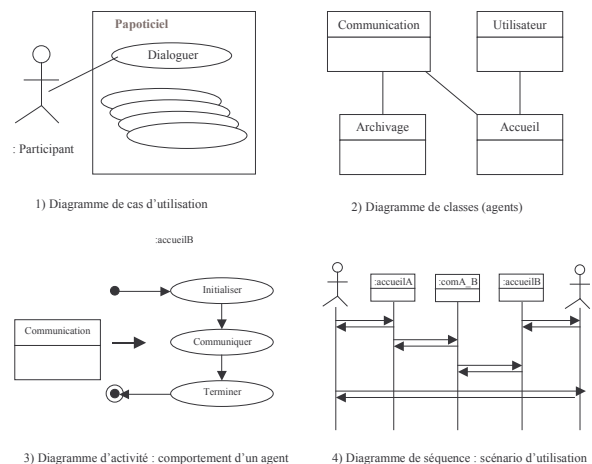 Papoticiel
Dialoguer
: Participant
1) Diagramme de cas d’utilisation
Communication
Utilisateur
Archivage
Accueil
2) Diagramme de classes (agents)
:accueilB
Initialiser
Communication
Communiquer
Terminer
3) Diagramme d’activité : comportement d’un agent
:accueilA
:comA_B
:accueilB
4) Diagramme de séquence : scénario d’utilisation